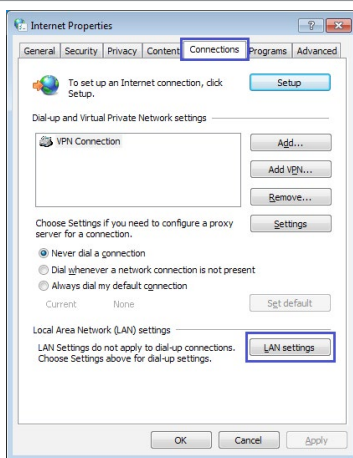 Internet Properties
General Security Privacy Content Connections Programs Advanced
To set up an Internet connection, click
Setup.
Setup
Dial-up and Virtual Private Network settings
VPN Connection
Add...
Add VPN...
Remove...
Choose Settings if you need to configure a proxy
server for a connection.
Settings
Never dial a connection
Dial whenever a network connection is not present
Always dial my default connection
Current None
Set default
Local Area Network (LAN) settings
LAN Settings do not apply to dial-up connections.
Choose Settings above for dial-up settings.
LAN settings
OK Cancel Apply